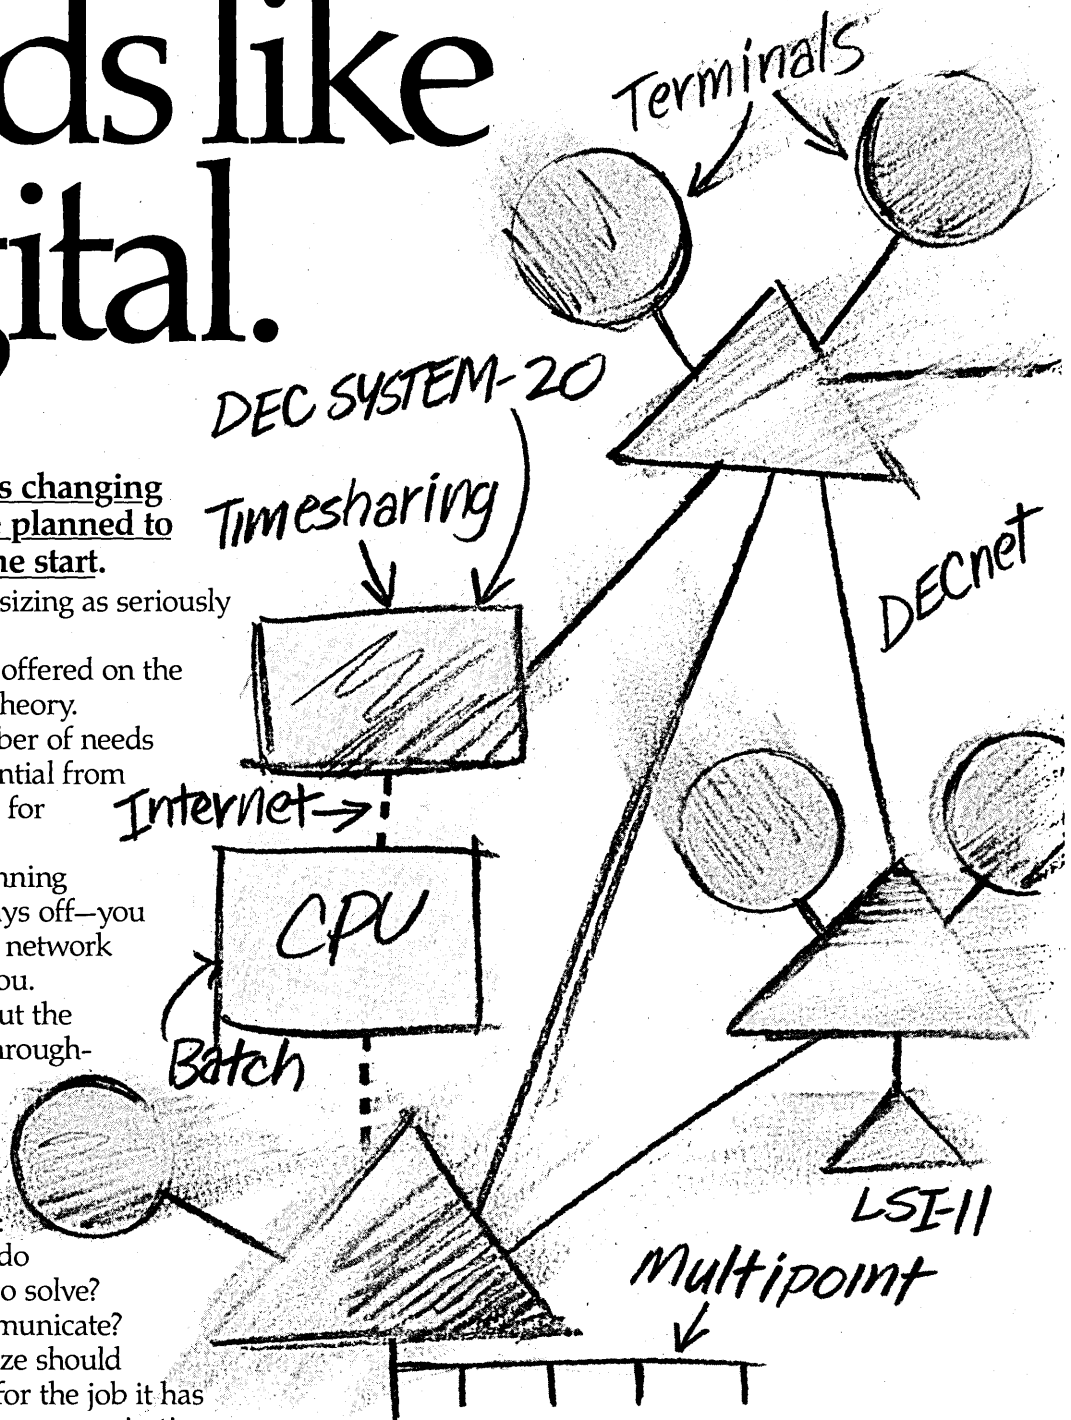 ds like
gital.
Terminals
DEC SYSTEM-20
Timesharing
DECnet
Internet
CPU
Batch
LSI-11
Multipoint
s changing
planned to
he start.
sizing as seriously
offered on the
heory.
ber of needs
ntial from
for
nning
ys off—you
network
ou.
ut the
hrough-
do
o solve?
municate?
ze should
for the job it has